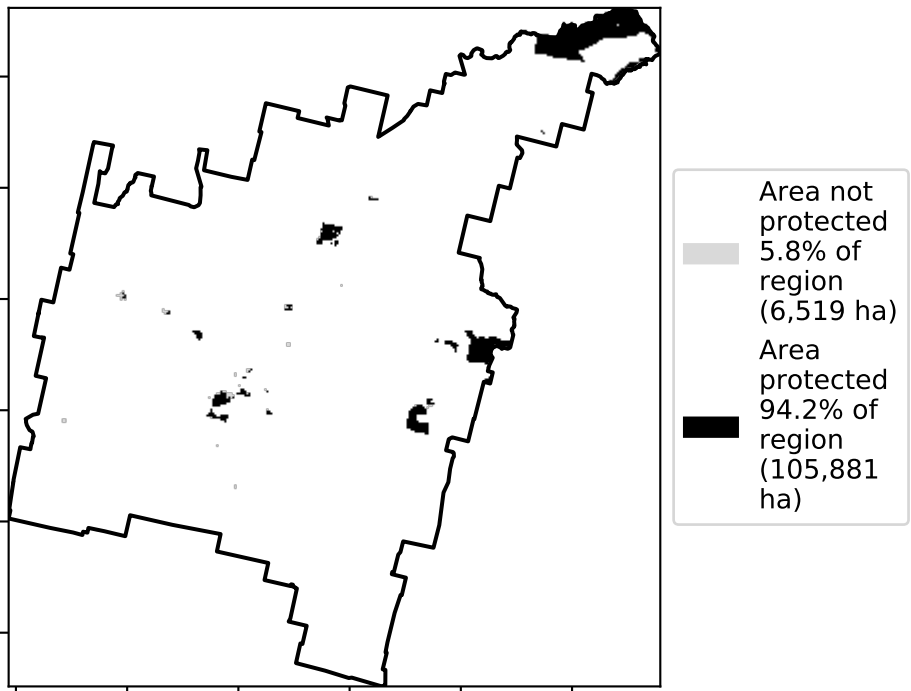 Area not
protected
5.8% of
region
(6,519 ha)
Area
protected
94.2% of
region
(105,881
ha)